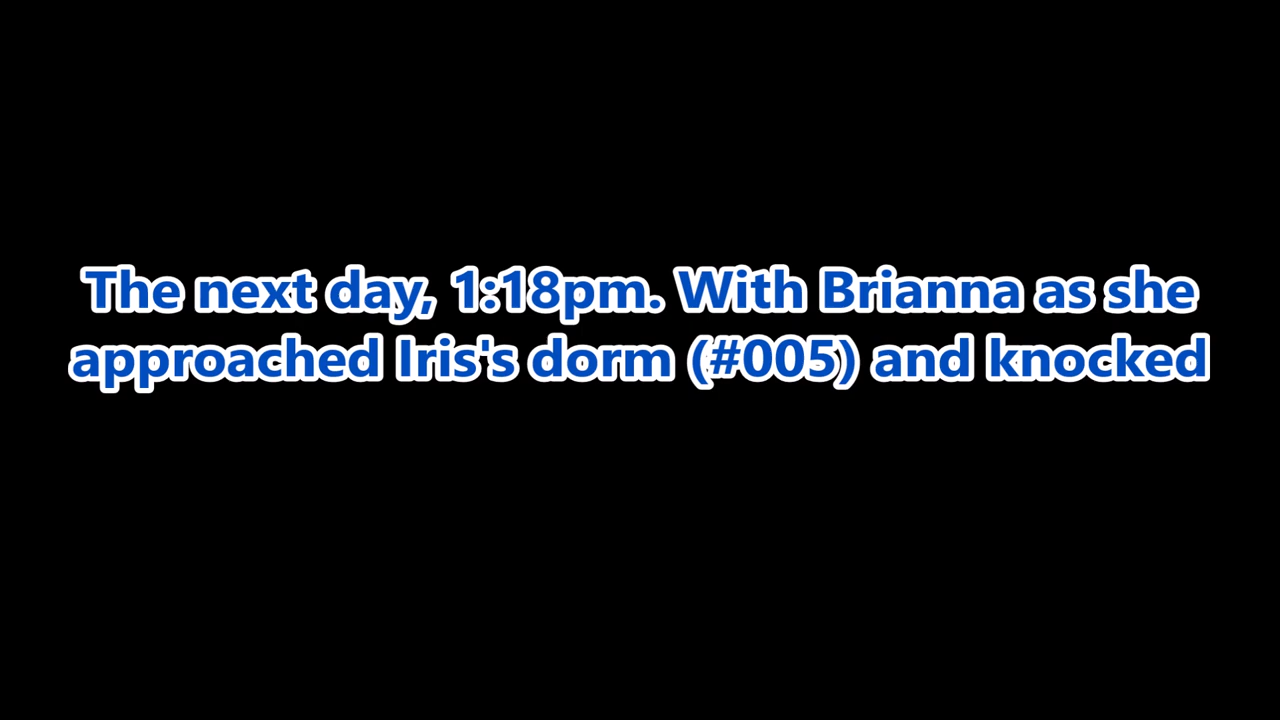 The next day, 1:18pm. With Brianna as she
approached Iris's dorm (#005) and knocked